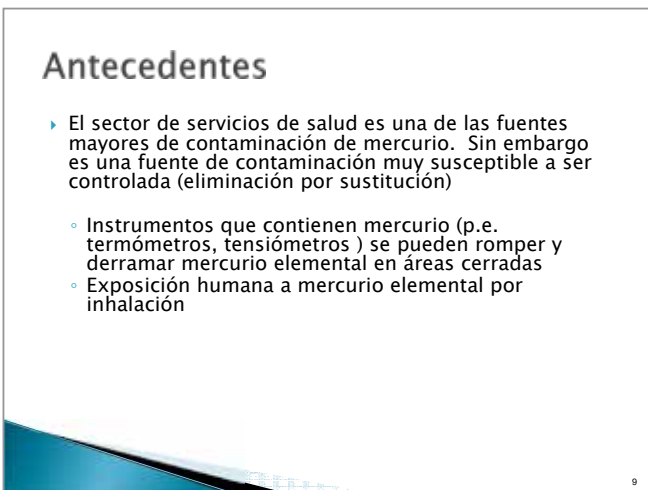 Antecedentes
El sector de servicios de salud es una de las fuentes
mayores de contaminación de mercurio.  Sin embargo
es una fuente de contaminación muy susceptible a ser
controlada (eliminación por sustitución)
Instrumentos que contienen mercurio (p.e.
termómetros, tensiómetros ) se pueden romper y
derramar mercurio elemental en áreas cerradas
Exposición humana a mercurio elemental por
inhalación
9